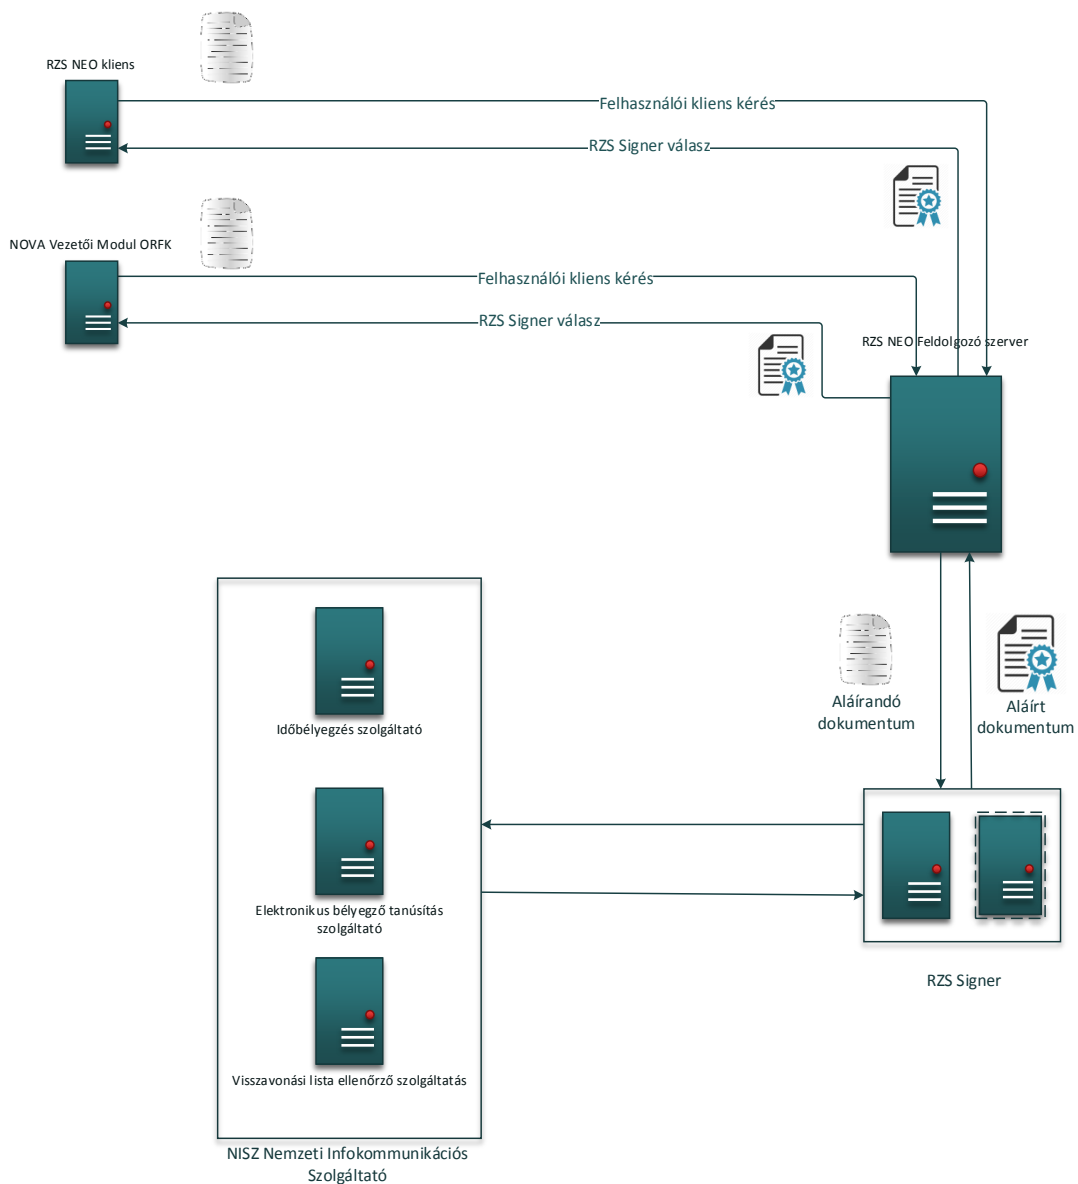 RZS NEO kliens
Felhasználói kliens kérés
RZS Signer válasz
NOVA Vezetői Modul ORFK
Felhasználói kliens kérés
RZS Signer válasz
RZS NEO Feldolgozó szerver
Aláírandó
dokumentum
Aláírt
dokumentum
Időbélyegzés szolgáltató
Elektronikus bélyegző tanúsítás
szolgáltató
RZS Signer
Visszavonási lista ellenőrző szolgáltatás
NISZ Nemzeti Infokommunikációs
Szolgáltató